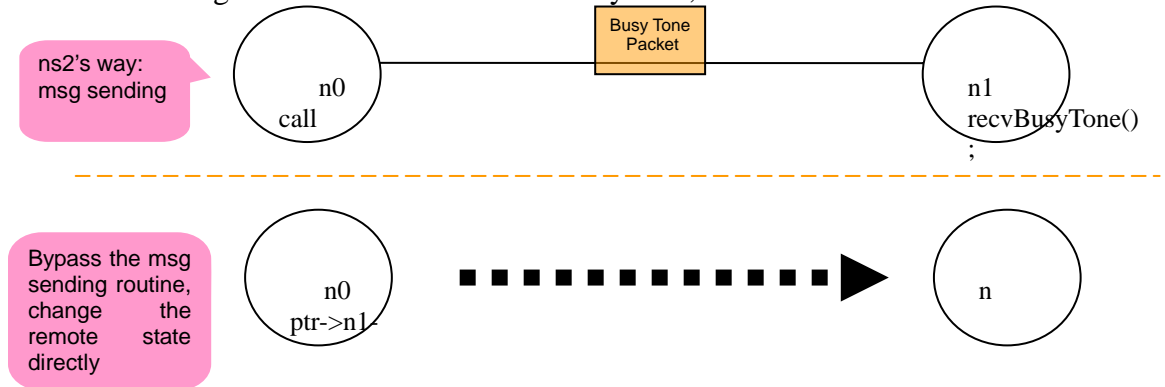 Busy Tone
Packet
ns2's way:
msg sending
n0
call
n1
recvBusyTone()
;
Bypass the msg
sending routine,
change the
remote state
directly
n0
ptr->n1-
n